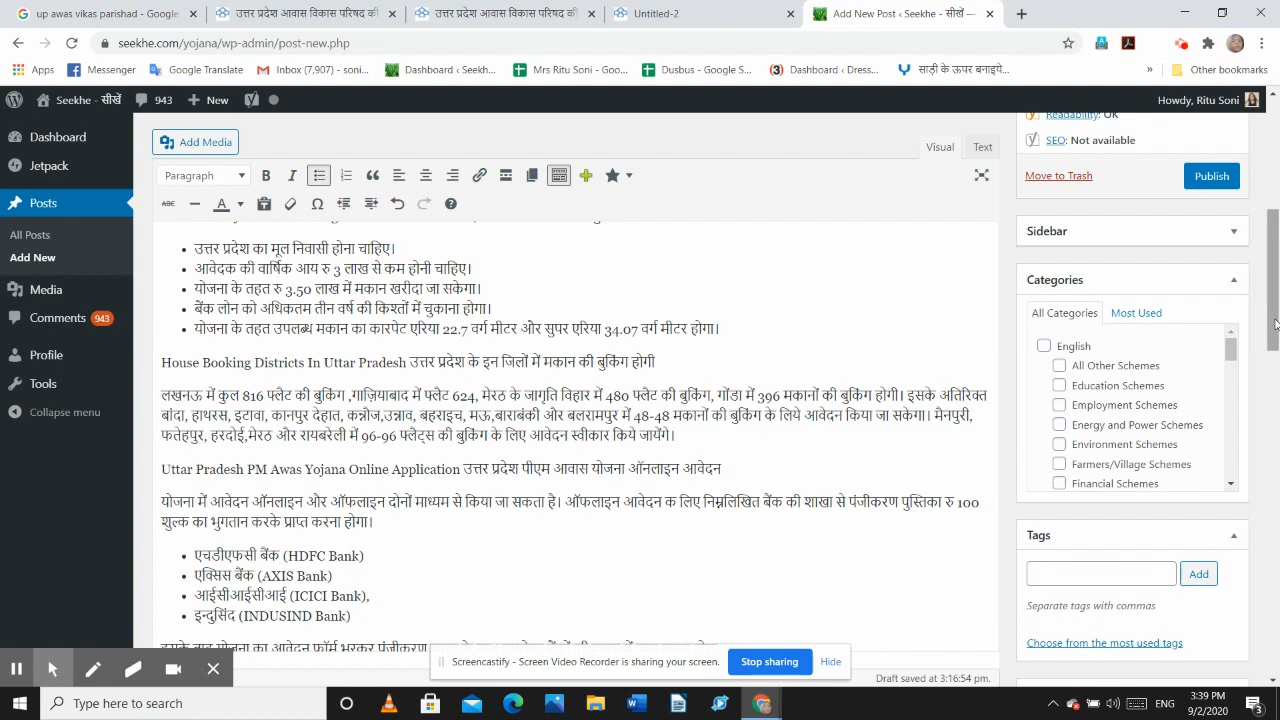 up awas vikas parishad - Google
उत्तर प्रदेश आवास विकास परिषद की
उत्तर प्रदेश आवास विकास परिषद की
Untitled-2
Add New Post ‹ Seekhe - सीखें —
seekhe.com/yojana/wp-admin/post-new.php
Apps
Messenger
Google Translate
Inbox (7,907) - soni...
Dashboard ‹ Seekh...
Mrs Ritu Soni - Goo...
Dusbus - Google S...
Dashboard ‹ Dress...
साड़ी के ऊपर बनाइये...
»
Other bookmarks
Seekhe - सीखें
943
New
Howdy, Ritu Soni
Dashboard
Jetpack
Posts
All Posts
Add New
Media
Comments 943
Profile
Tools
Collapse menu
Add Media
Visual
Text
Paragraph
B I
ABC
A
उत्तर प्रदेश का मूल निवासी होना चाहिए।
आवेदक की वार्षिक आय रु 3 लाख से कम होनी चाहिए।
योजना के तहत रु 3.50 लाख में मकान खरीदा जा सकेगा।
बैंक लोन को अधिकतम तीन वर्ष की किश्तों में चुकाना होगा।
योजना के तहत उपलब्ध मकान का कारपेट एरिया 22.7 वर्ग मीटर और सुपर एरिया 34.07 वर्ग मीटर होगा।
House Booking Districts In Uttar Pradesh उत्तर प्रदेश के इन जिलों में मकान की बुकिंग होगी
लखनऊ में कुल 816 फ्लैट की बुकिंग ,गाज़ियाबाद में फ्लैट 624, मेरठ के जागृति विहार में 480 फ्लैट की बुकिंग, गोंडा में 396 मकानों की बुकिंग होगी। इसके अतिरिक्त
बांदा, हाथरस, इटावा, कानपुर देहात, कन्नौज,उन्नाव, बहराइच, मऊ,बाराबंकी और बलरामपुर में 48-48 मकानों की बुकिंग के लिये आवेदन किया जा सकेगा। मैनपुरी,
फतेहपुर, हरदोई,मेरठ और रायबरेली में 96-96 फ्लैट्स की बुकिंग के लिए आवेदन स्वीकार किये जायेंगे।
Uttar Pradesh PM Awas Yojana Online Application उत्तर प्रदेश पीएम आवास योजना ऑनलाइन आवेदन
योजना में आवेदन ऑनलाइन और ऑफलाइन दोनों माध्यम से किया जा सकता है। ऑफलाइन आवेदन क लिए निम्नलिखित बेंक की शाखा से पंजीकरण पुस्तिका रु 100
शुल्क का भुगतान करके प्राप्त करना होगा।
एचडीएफसी बैंक (HDFC Bank)
एक्सिस बैंक (AXIS Bank)
आईसीआईसीआई (ICICI Bank),
इन्दुसिंद (INDUSIND Bank)
Readability: OK
SEO: Not available
Move to Trash
Publish
Sidebar
Categories
All Categories
Most Used
English
All Other Schemes
Education Schemes
Employment Schemes
Energy and Power Schemes
Environment Schemes
Farmers/Village Schemes
Financial Schemes
Tags
Add
Separate tags with commas
Choose from the most used tags
Screencastify - Screen Video Recorder is sharing your screen.
Stop sharing
Hide
Draft saved at 3:16:54 pm.
Type here to search
ENG
3:39 PM
9/2/2020
3